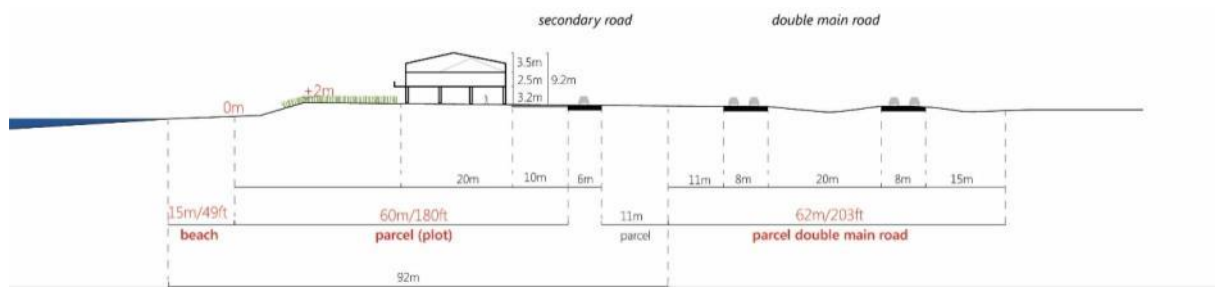 secondary road double main road
3.5m
2.5m 9.2m
3.2m
+2m
0m
20m 10m 6m 11m 8m 20m 8m 15m
15m/49ft 60m/180ft 11m 62m/203ft
beach parcel (plot) parcel parcel double main road
92m